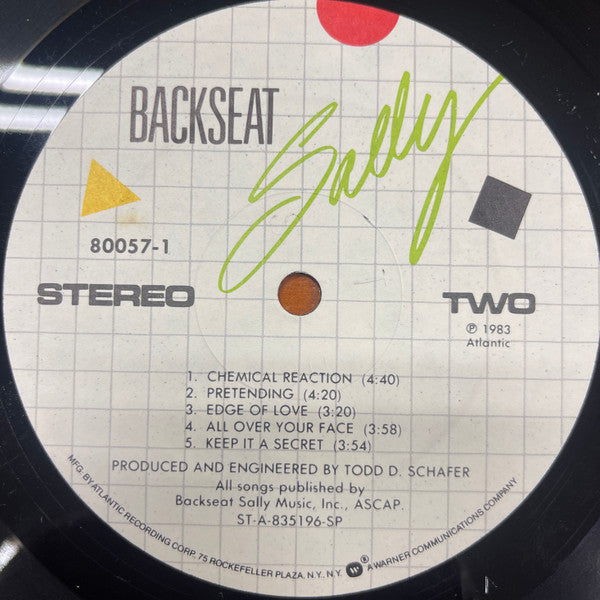 BACKSEAT
Sally
80057-1
STEREO
TWO
℗ 1983
Atlantic
1. CHEMICAL REACTION (4:40)
2. PRETENDING (4:20)
3. EDGE OF LOVE (3:20)
4. ALL OVER YOUR FACE (3:58)
5. KEEP IT A SECRET (3:54)
PRODUCED AND ENGINEERED BY TODD D. SCHAFER
All songs published by
Backseat Sally Music, Inc., ASCAP.
ST-A-835196-SP
MFG. BY ATLANTIC RECORDING CORP. 75 ROCKEFELLER PLAZA, N.Y., N.Y. W ® A WARNER COMMUNICATIONS COMPANY